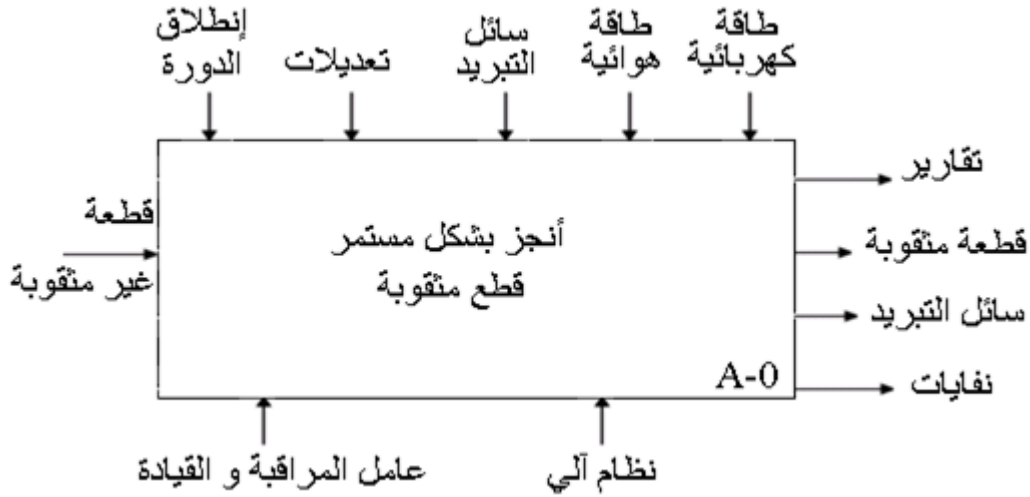 إنطلاق
الدورة
تعديلات
سائل
التبريد
طاقة
هوائية
طاقة
كهربائية
قطعة
غير مثقوبة
أنجز بشكل مستمر
قطع مثقوبة
A-0
تقارير
قطعة مثقوبة
سائل التبريد
نفايات
عامل المراقبة و القيادة
نظام آلي